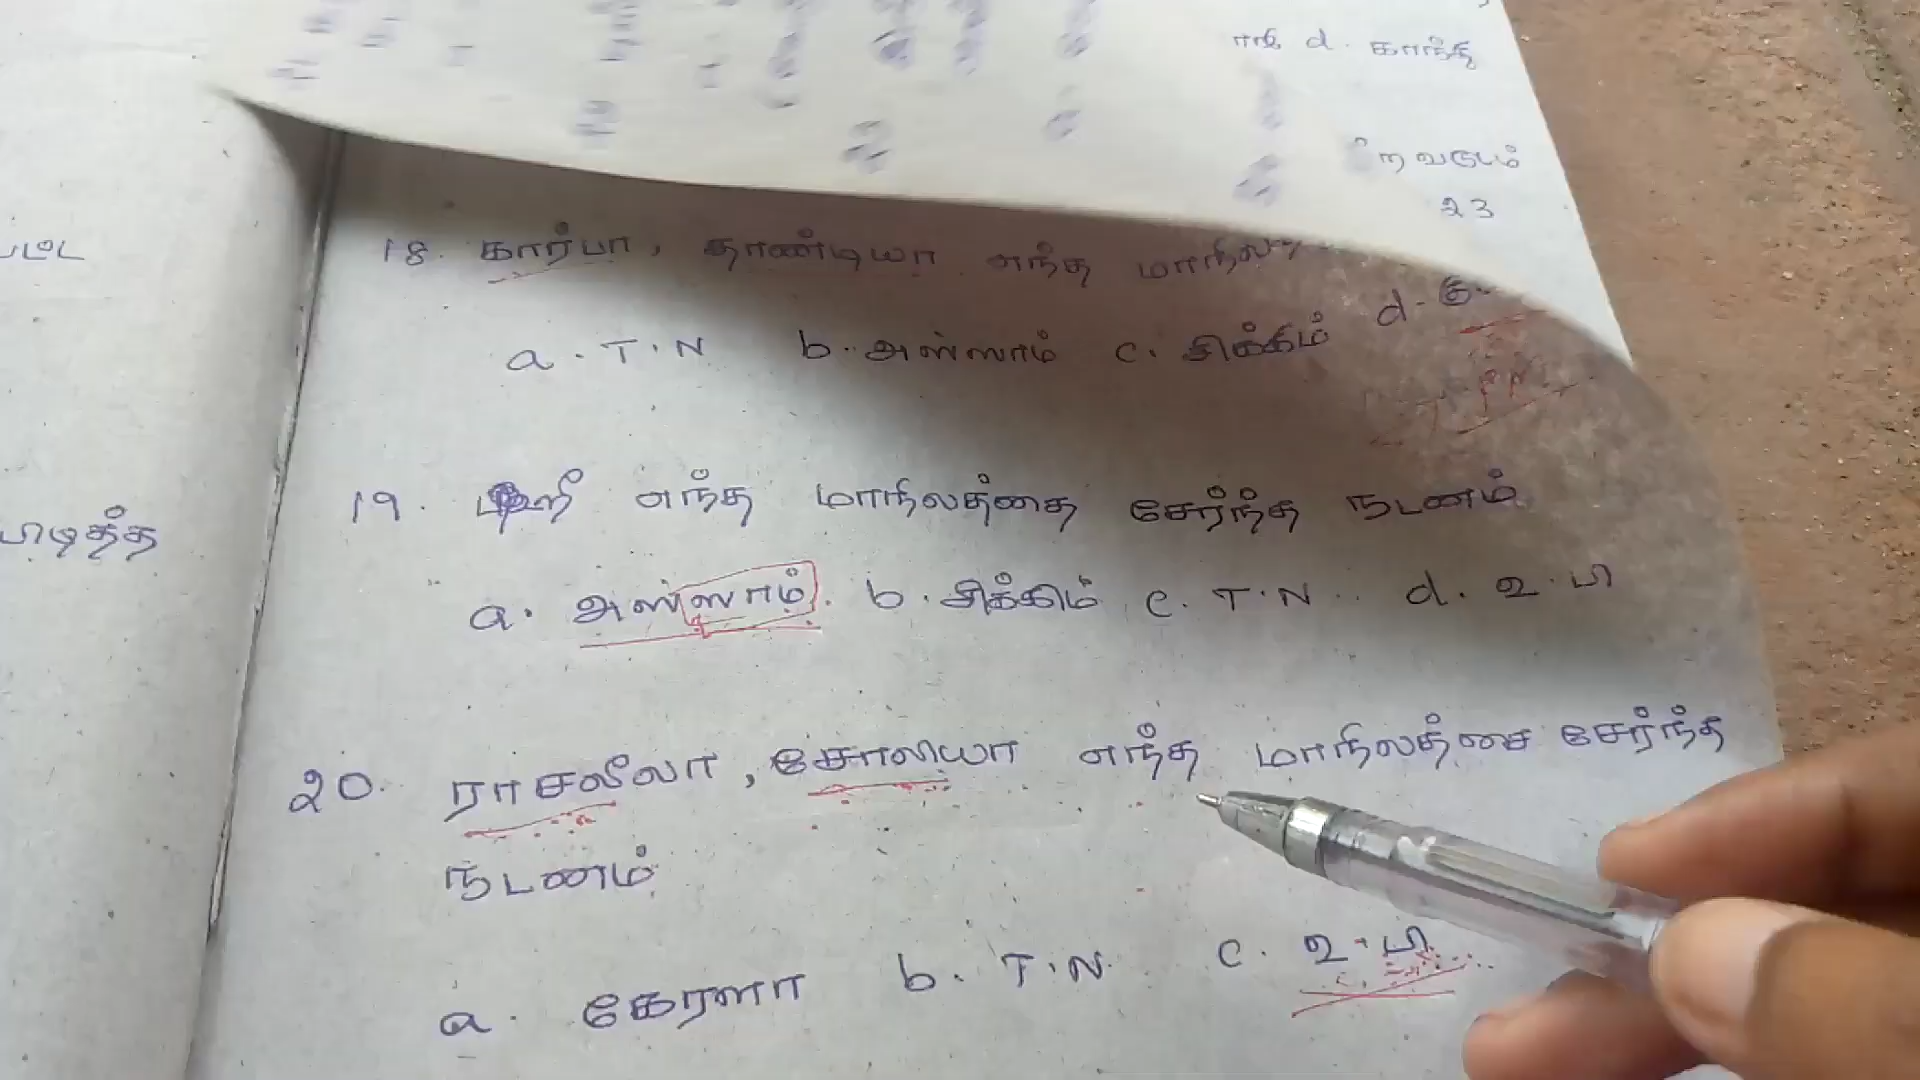 d. காந்தி
வருடம்
23
18. கார்பா, தாண்டியா எந்த
a. T.N b. அஸ்ஸாம் c. சிக்கிம் d.
19. எந்த மாநிலத்தை சேர்ந்த நடனம்
a. அஸ்ஸாம். b. சிக்கிம் c. T.N d. உ.பி
20. ராசலீலா, சோலியா எந்த மாநிலத்சை சேர்ந்த
நடனம்
a. கேரளா b. T.N. c. உ.பி